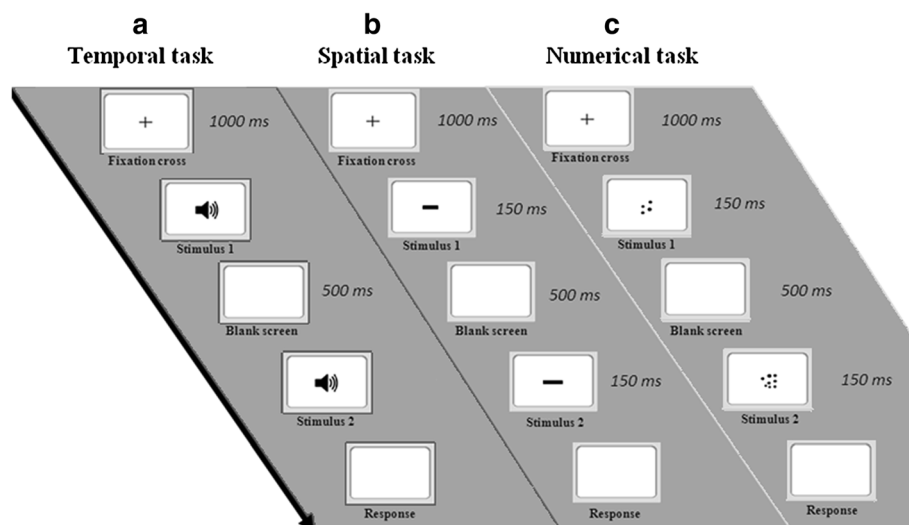 a
Temporal task
b
Spatial task
c
Numerical task
1000 ms
Fixation cross
Stimulus 1
500 ms
Blank screen
Stimulus 2
Response
1000 ms
Fixation cross
150 ms
Stimulus 1
500 ms
Blank screen
150 ms
Stimulus 2
Response
1000 ms
Fixation cross
150 ms
Stimulus 1
500 ms
Blank screen
150 ms
Stimulus 2
Response